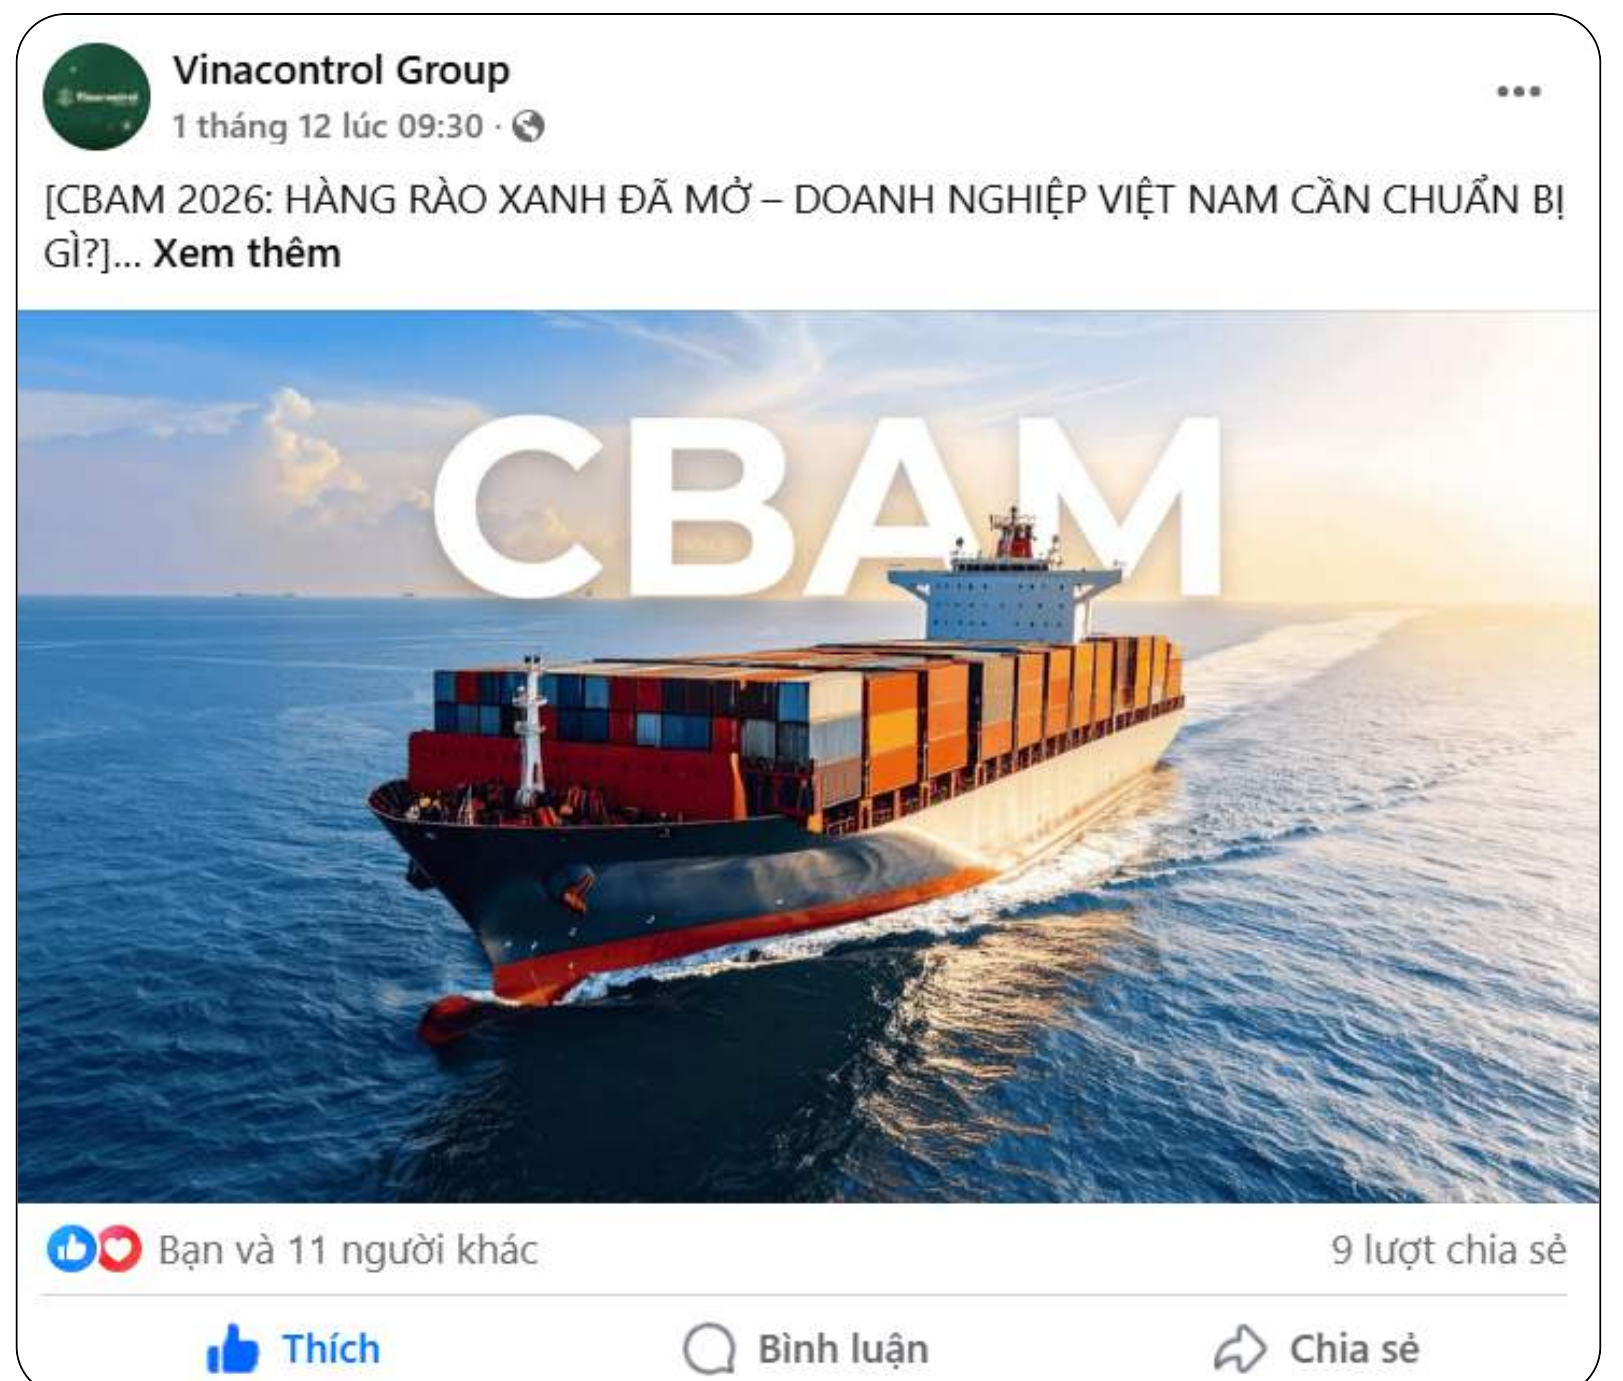 Vinacontrol Group
1 tháng 12 lúc 09:30 ·
[CBAM 2026: HÀNG RÀO XANH ĐÃ MỞ – DOANH NGHIỆP VIỆT NAM CẦN CHUẨN BỊ
GÌ?]... Xem thêm
CBAM
Bạn và 11 người khác
9 lượt chia sẻ
Thích
Bình luận
Chia sẻ